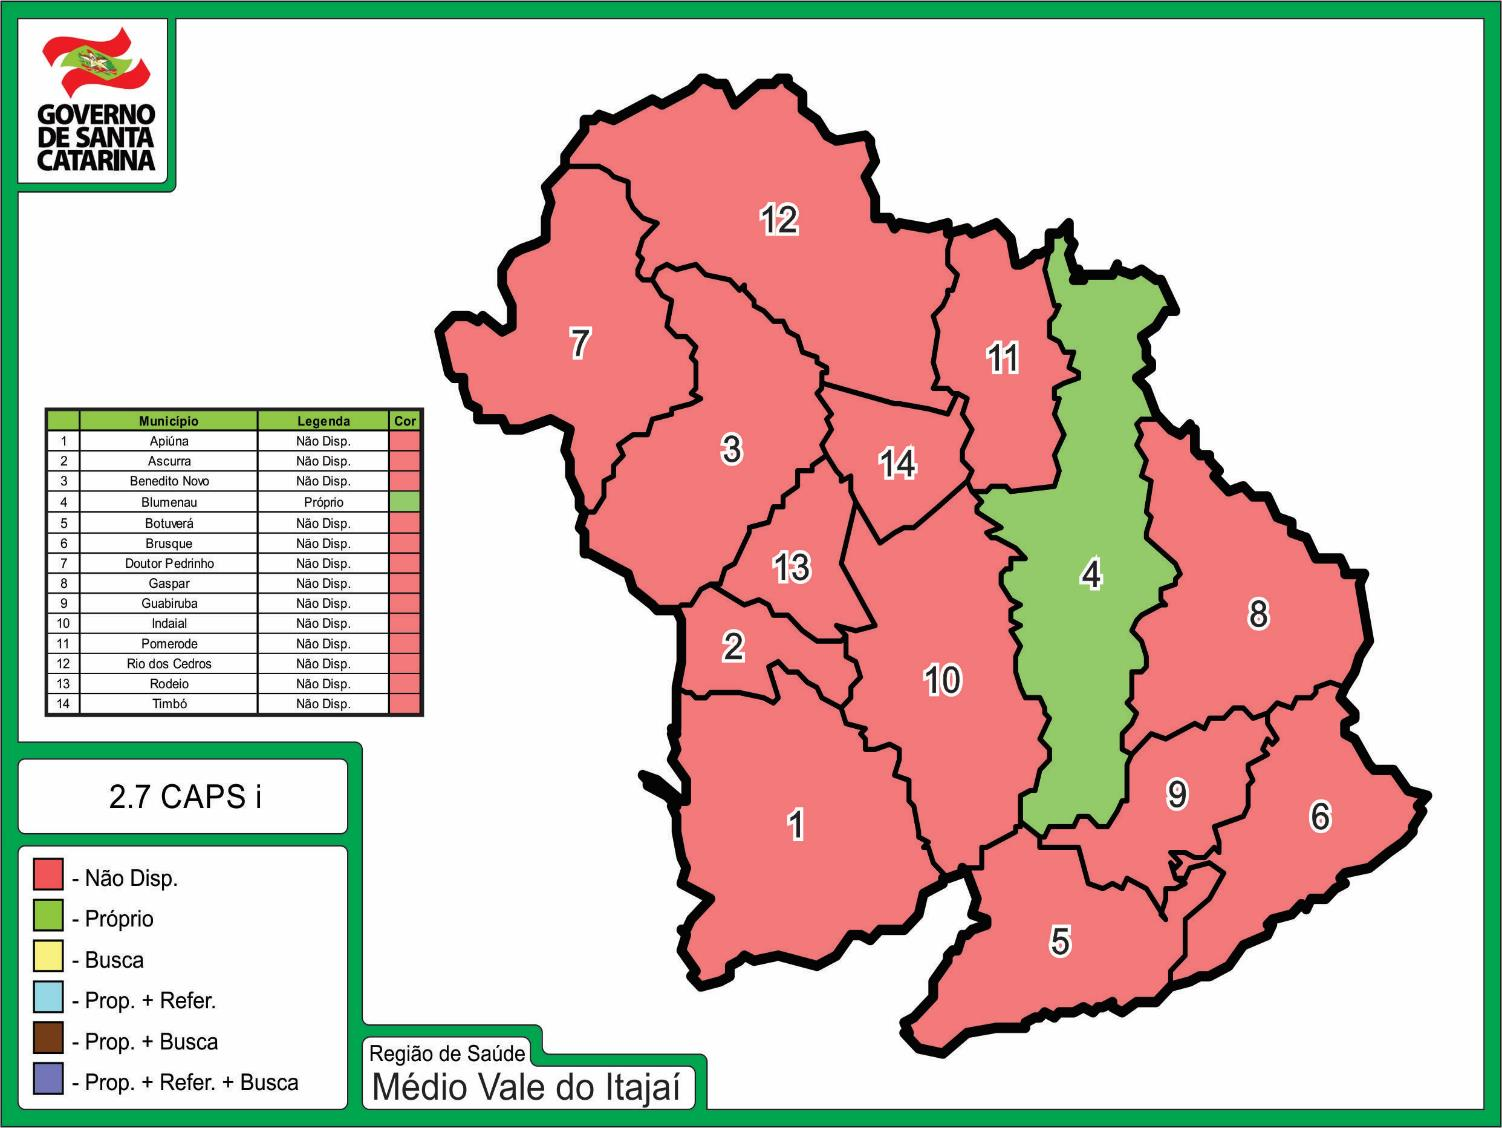 GOVERNO
DE SANTA
CATARINA
Município Legenda Cor
1 Apiúna Não Disp.
2 Ascurra Não Disp.
3 Benedito Novo Não Disp.
4 Blumenau Próprio
5 Botuverá Não Disp.
6 Brusque Não Disp.
7 Doutor Pedrinho Não Disp.
8 Gaspar Não Disp.
9 Guabiruba Não Disp.
10 Indaial Não Disp.
11 Pomerode Não Disp.
12 Rio dos Cedros Não Disp.
13 Rodeio Não Disp.
14 Timbó Não Disp.
2.7 CAPS i
- Não Disp.
- Próprio
- Busca
- Prop. + Refer.
- Prop. + Busca
- Prop. + Refer. + Busca
Região de Saúde
Médio Vale do Itajaí
12
7
11
3
14
13
4
8
2
10
9
1
6
5